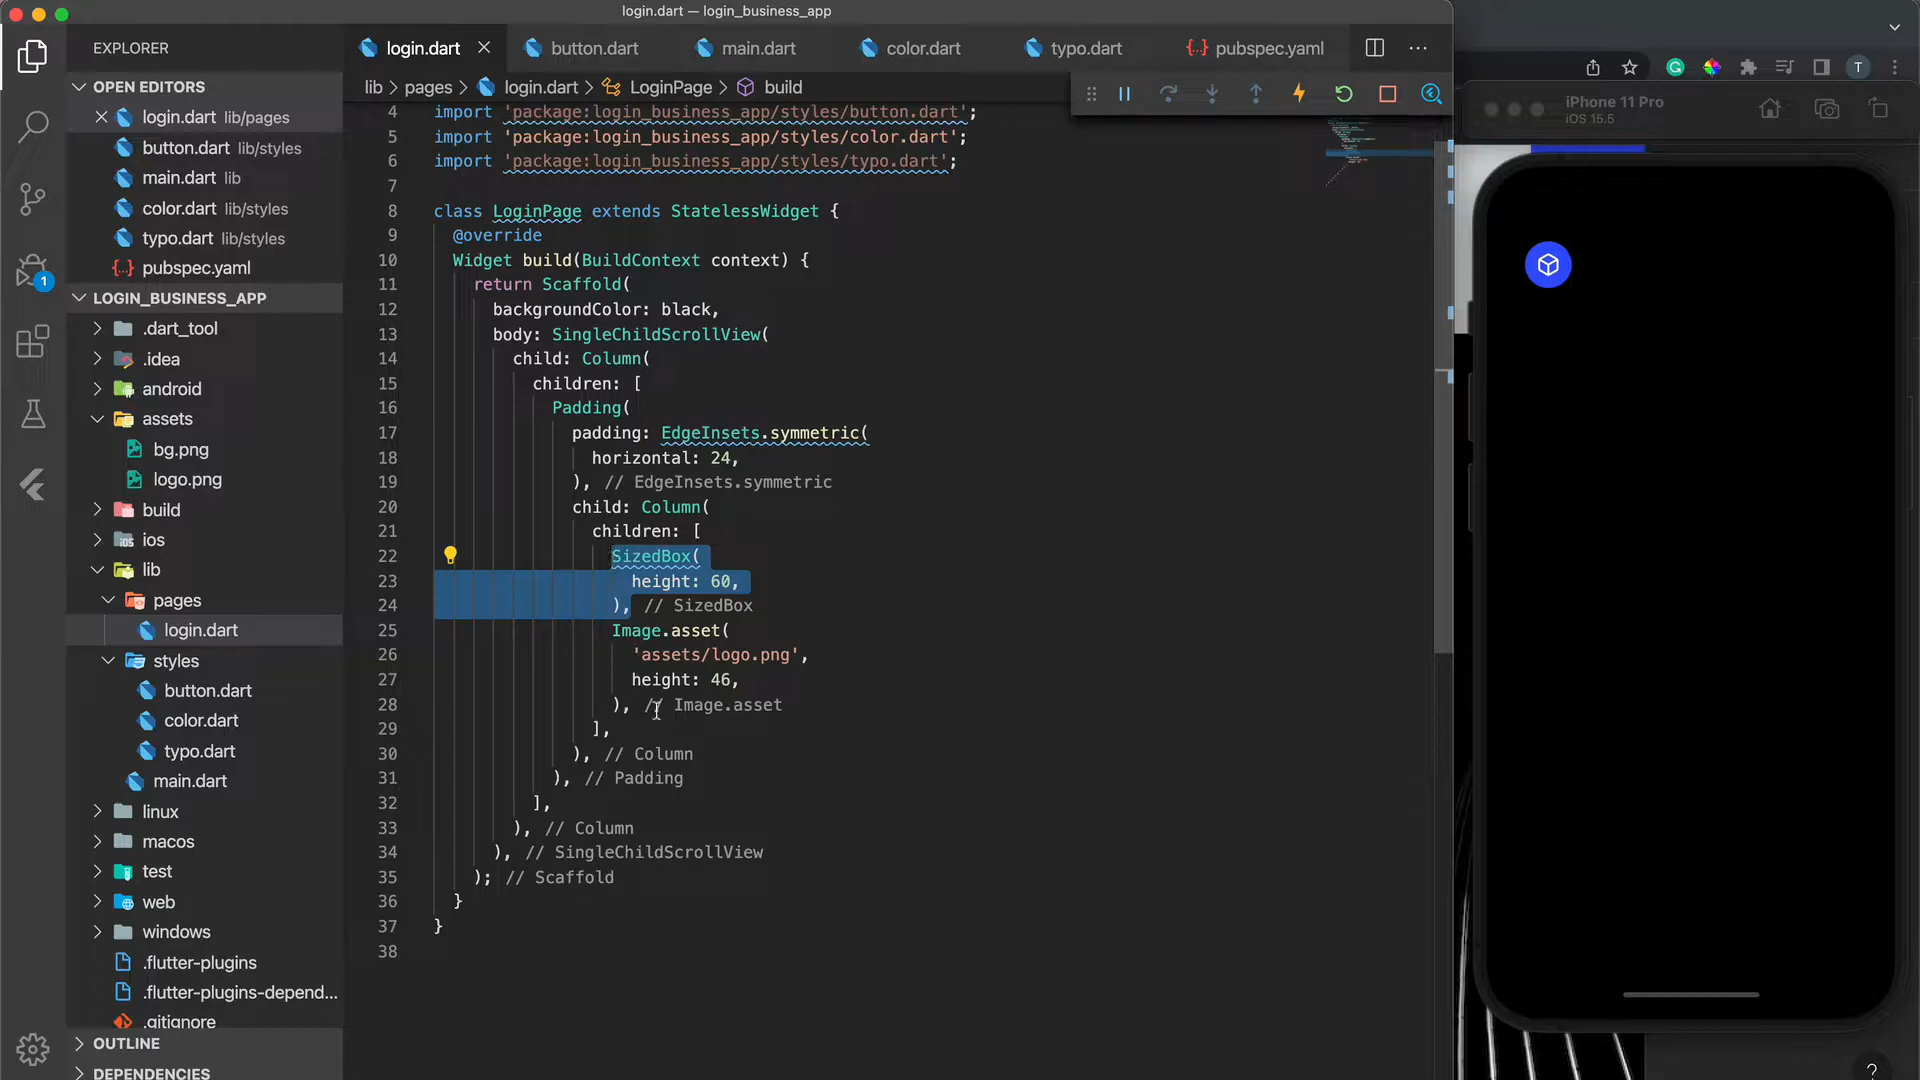 login.dart — login_business_app
EXPLORER
OPEN EDITORS
login.dart lib/pages
button.dart lib/styles
main.dart lib
color.dart lib/styles
typo.dart lib/styles
pubspec.yaml
LOGIN_BUSINESS_APP
.dart_tool
.idea
android
assets
bg.png
logo.png
build
ios
lib
pages
login.dart
styles
button.dart
color.dart
typo.dart
main.dart
linux
macos
test
web
windows
.flutter-plugins
.flutter-plugins-depend...
.gitignore
OUTLINE
DEPENDENCIES
1
login.dart button.dart main.dart color.dart typo.dart pubspec.yaml
lib > pages > login.dart > LoginPage > build
4 import 'package:login_business_app/styles/button.dart';
5 import 'package:login_business_app/styles/color.dart';
6 import 'package:login_business_app/styles/typo.dart';
7
8 class LoginPage extends StatelessWidget {
9 @override
10 Widget build(BuildContext context) {
11 return Scaffold(
12 backgroundColor: black,
13 body: SingleChildScrollView(
14 child: Column(
15 children: [
16 Padding(
17 padding: EdgeInsets.symmetric(
18 horizontal: 24,
19 ), // EdgeInsets.symmetric
20 child: Column(
21 children: [
22 SizedBox(
23 height: 60,
24 ), // SizedBox
25 Image.asset(
26 'assets/logo.png',
27 height: 46,
28 ), // Image.asset
29 ],
30 ), // Column
31 ), // Padding
32 ],
33 ), // Column
34 ), // SingleChildScrollView
35 ); // Scaffold
36 }
37 }
38
T
iPhone 11 Pro
iOS 15.5
?